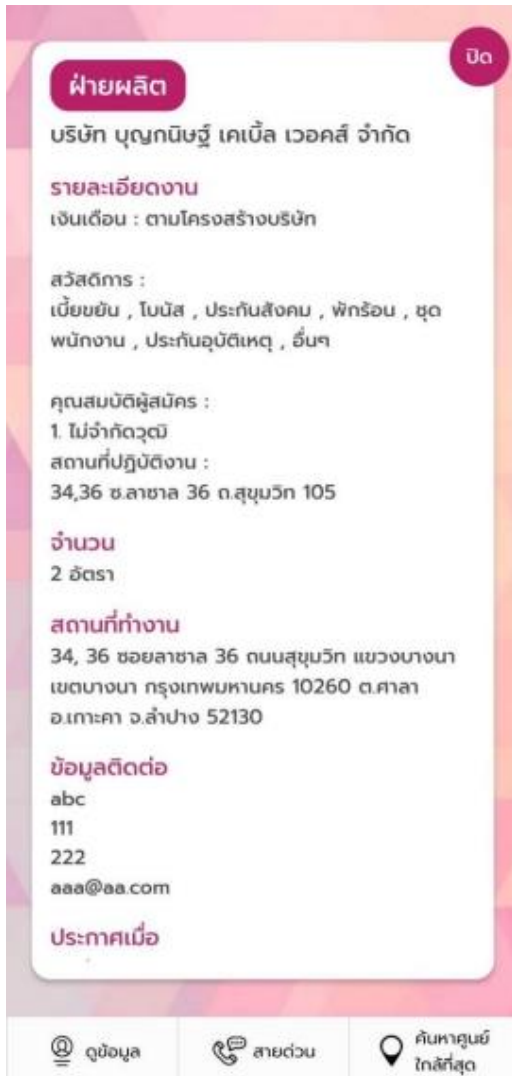 ปิด
ฝ่ายผลิต
บริษัท บุญกนิษฐ์ เคเบิ้ล เวอคส์ จำกัด
รายละเอียดงาน
เงินเดือน : ตามโครงสร้างบริษัท
สวัสดิการ :
เบี้ยขยัน , โบนัส , ประกันสังคม , พักร้อน , ชุด
พนักงาน , ประกันอุบัติเหตุ , อื่นๆ
คุณสมบัติผู้สมัคร :
1. ไม่จำกัดวุฒิ
สถานที่ปฏิบัติงาน :
34,36 ซ.ลาซาล 36 ถ.สุขุมวิท 105
จำนวน
2 อัตรา
สถานที่ทำงาน
34, 36 ซอยลาซาล 36 ถนนสุขุมวิท แขวงบางนา
เขตบางนา กรุงเทพมหานคร 10260 ต.ศาลา
อ.เกาะคา จ.ลำปาง 52130
ข้อมูลติดต่อ
abc
111
222
aaa@aa.com
ประกาศเมื่อ
ดูข้อมูล
สายด่วน
ค้นหาศูนย์
ใกล้ที่สุด